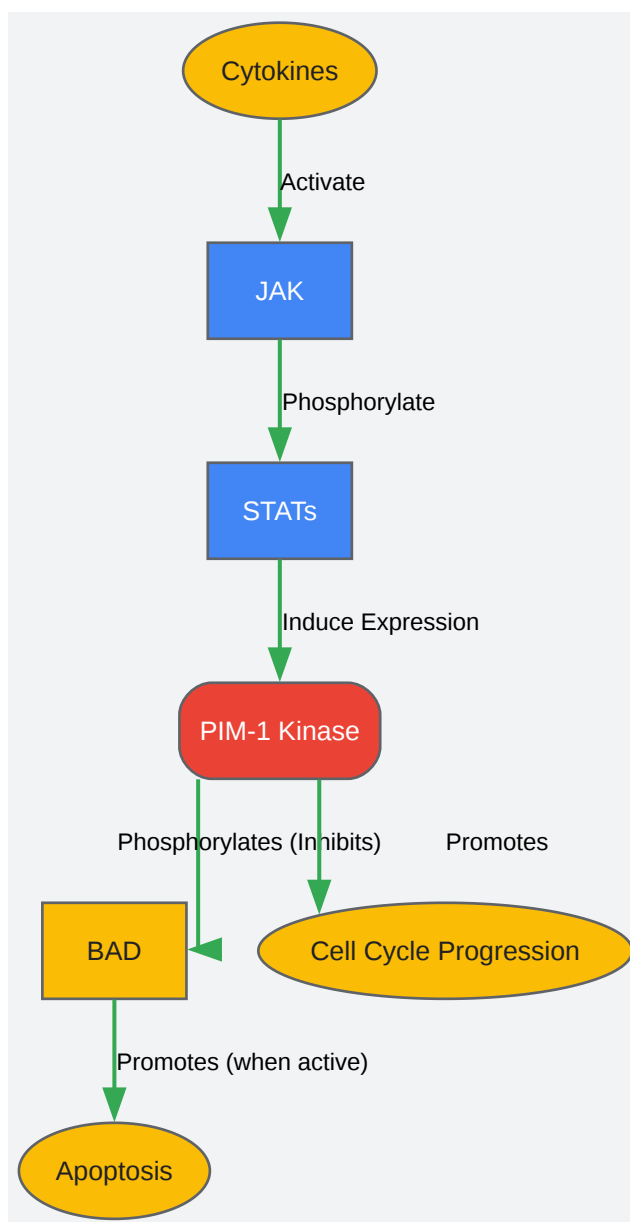 Cytokines
Activate
JAK
Phosphorylate
STATs
Induce Expression
PIM-1 Kinase
Phosphorylates (Inhibits)
Promotes
BAD
Cell Cycle Progression
Promotes (when active)
Apoptosis